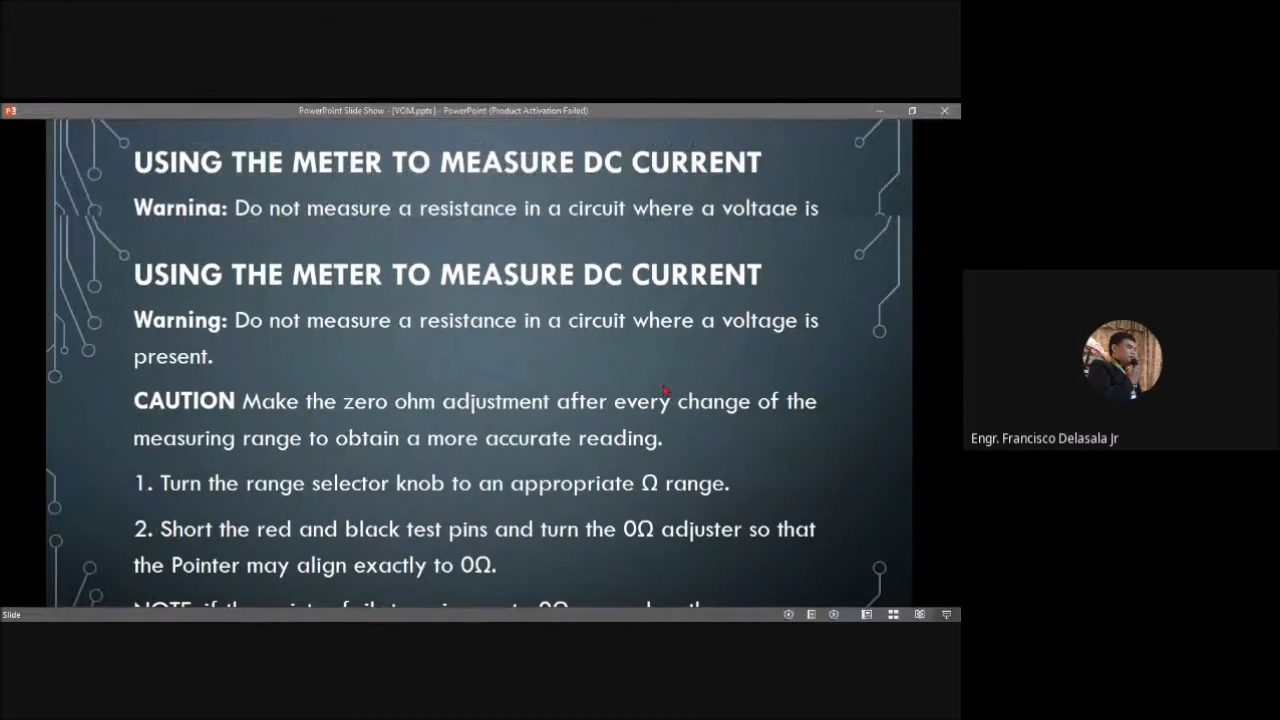 PowerPoint Slide Show - [VOM.pptx] - PowerPoint (Product Activation Failed)
USING THE METER TO MEASURE DC CURRENT
Warning: Do not measure a resistance in a circuit where a voltage is
USING THE METER TO MEASURE DC CURRENT
Warning: Do not measure a resistance in a circuit where a voltage is
present.
CAUTION Make the zero ohm adjustment after every change of the
measuring range to obtain a more accurate reading.
1. Turn the range selector knob to an appropriate Ω range.
2. Short the red and black test pins and turn the 0Ω adjuster so that
the Pointer may align exactly to 0Ω.
Slide
Engr. Francisco Delasala Jr